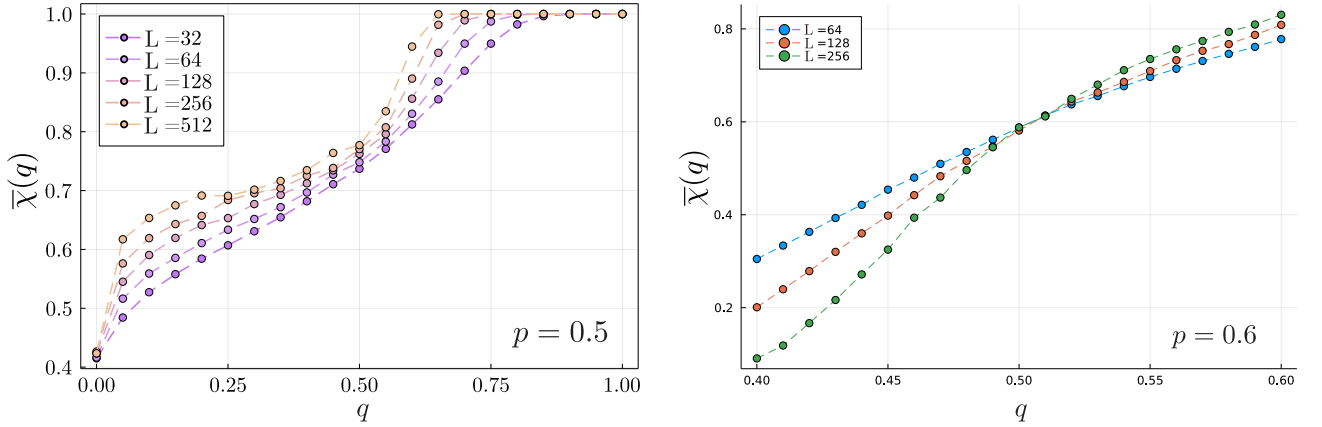 1.0
0.9
0.8
0.7
0.6
0.5
0.4
χ̅(q)
L =32
L =64
L =128
L =256
L =512
p = 0.5
0.00 0.25 0.50 0.75 1.00
q
0.8
0.6
0.4
0.2
χ̅(q)
L =64
L =128
L =256
p = 0.6
0.40 0.45 0.50 0.55 0.60
q